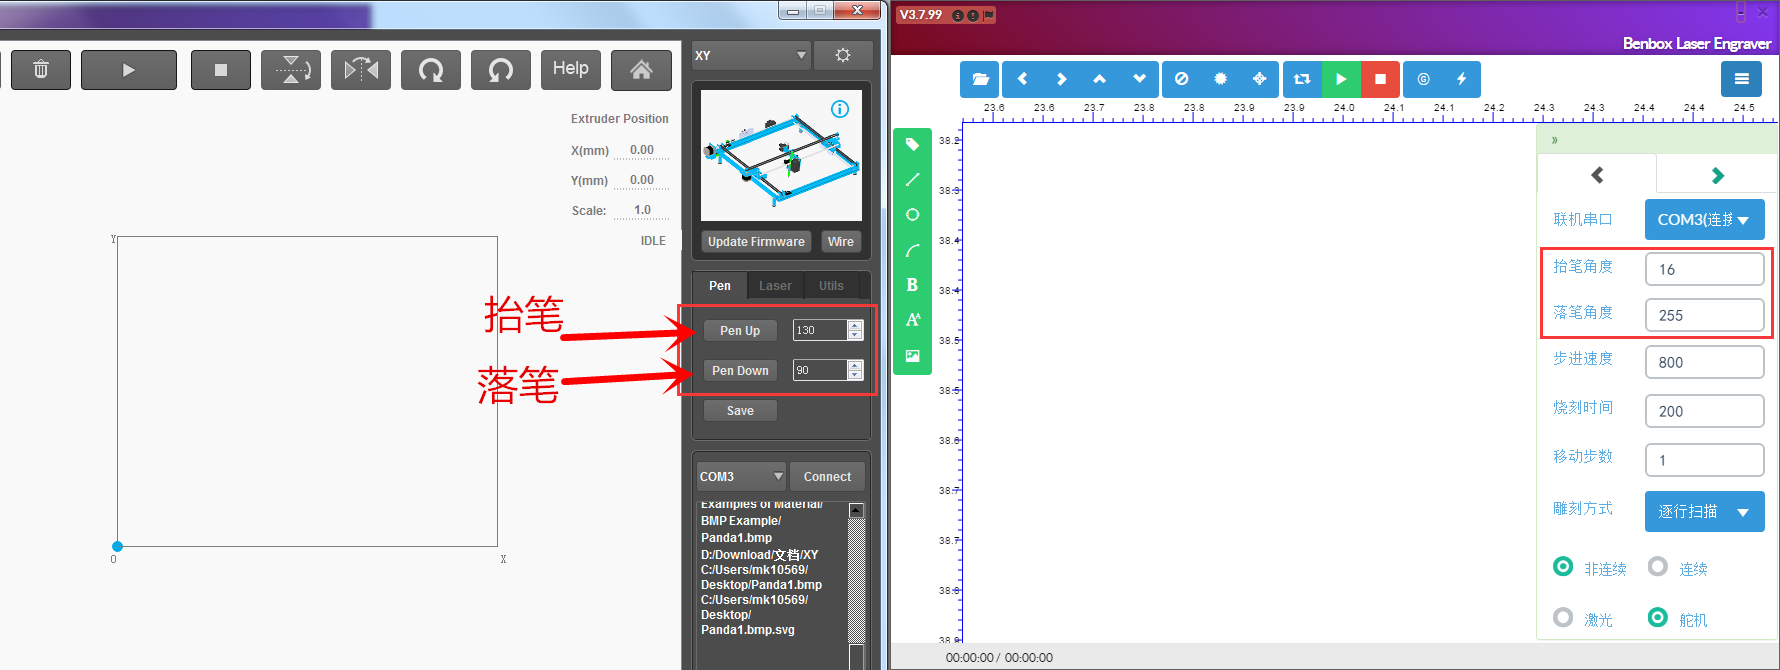 Help
Extruder Position
X(mm) 0.00
Y(mm) 0.00
Scale: 1.0
IDLE
Y
O
X
抬笔
落笔
XY
Update Firmware
Wire
Pen
Laser
Utils
Pen Up
130
Pen Down
90
Save
COM3
Connect
Examples of Material/
BMP Example/
Panda1.bmp
D:/Download/文档/XY
C:/Users/mk10569/
Desktop/Panda1.bmp
C:/Users/mk10569/
Desktop/
Panda1.bmp.svg
V3.7.99
Benbox Laser Engraver
23.6 23.6 23.7 23.8 23.8 23.9 23.9 24.0 24.1 24.1 24.2 24.3 24.3 24.4 24.4 24.5
38.2
38.3
38.4
38.4
38.5
38.5
38.6
38.7
38.7
38.8
38.9
B
A
»
联机串口
COM3(连接
抬笔角度
16
落笔角度
255
步进速度
800
烧刻时间
200
移动步数
1
雕刻方式
逐行扫描
非连续
连续
激光
舵机
00:00:00 / 00:00:00